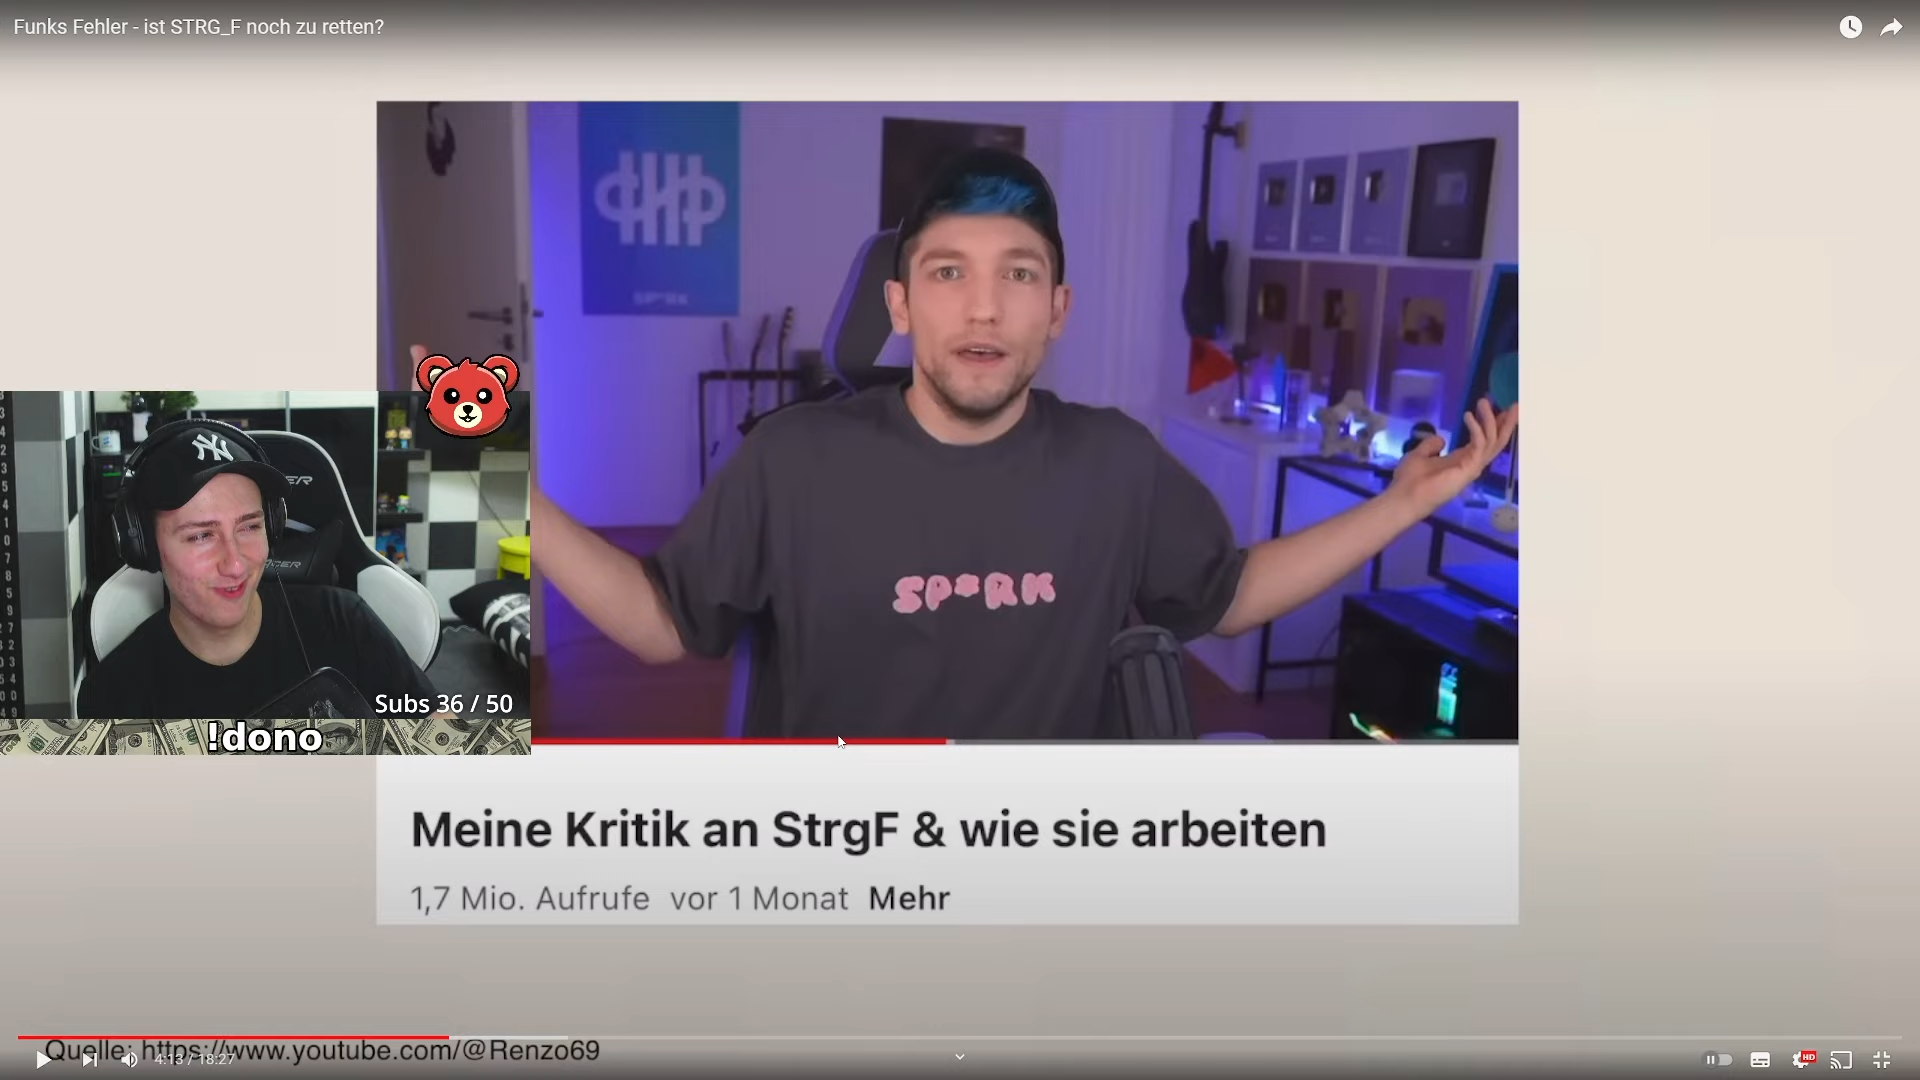 Funks Fehler - ist STRG_F noch zu retten?
SP*RK
NY
SP*RK
Subs 36 / 50
!dono
Meine Kritik an StrgF & wie sie arbeiten
1,7 Mio. Aufrufe vor 1 Monat Mehr
Quelle: https://www.youtube.com/@Renzo69
4:13 / 18:27
HD